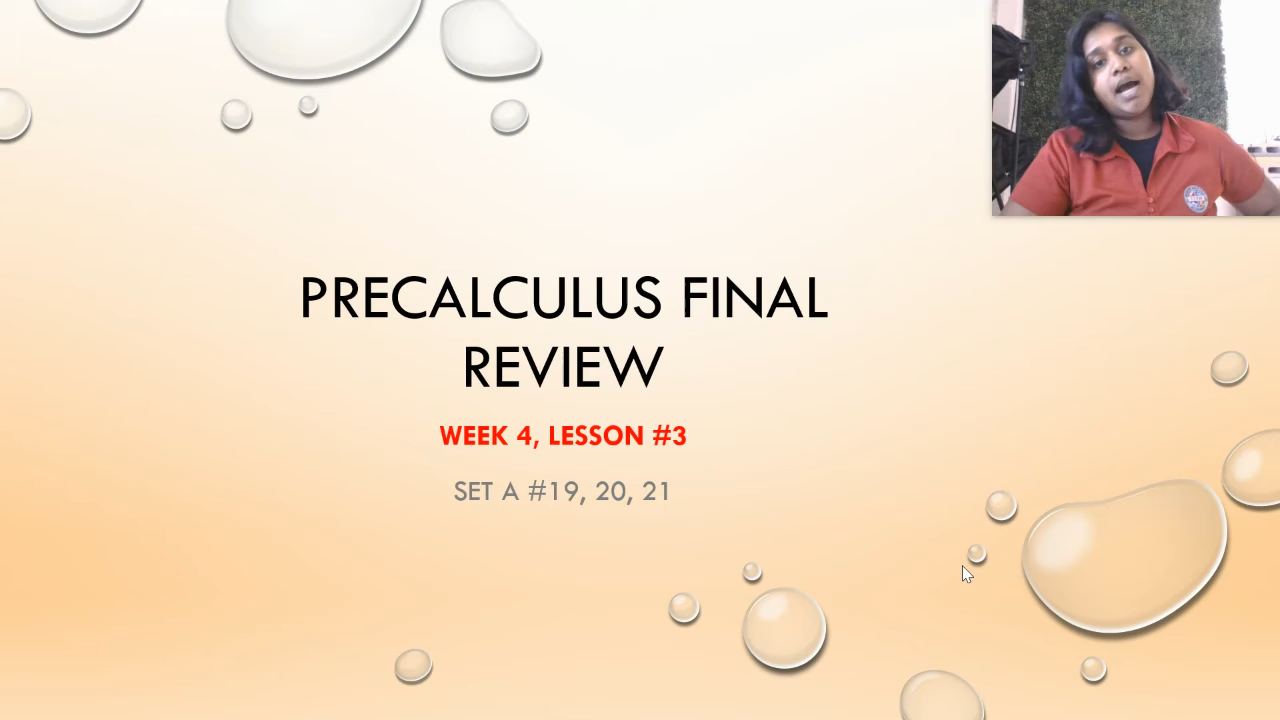 PRECALCULUS FINAL
REVIEW
WEEK 4, LESSON #3
SET A #19, 20, 21